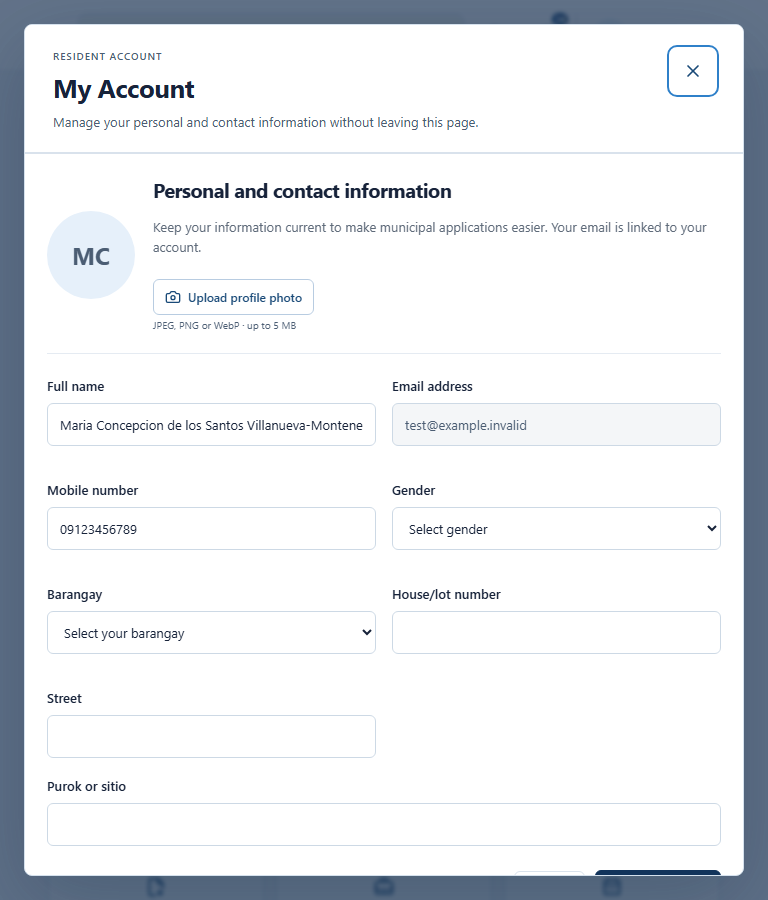 RESIDENT ACCOUNT
My Account
Manage your personal and contact information without leaving this page.
MC
Personal and contact information
Keep your information current to make municipal applications easier. Your email is linked to your
account.
Upload profile photo
JPEG, PNG or WebP · up to 5 MB
Full name
Email address
Maria Concepcion de los Santos Villanueva-Montene
test@example.invalid
Mobile number
Gender
09123456789
Select gender
Barangay
House/lot number
Select your barangay
Street
Purok or sitio